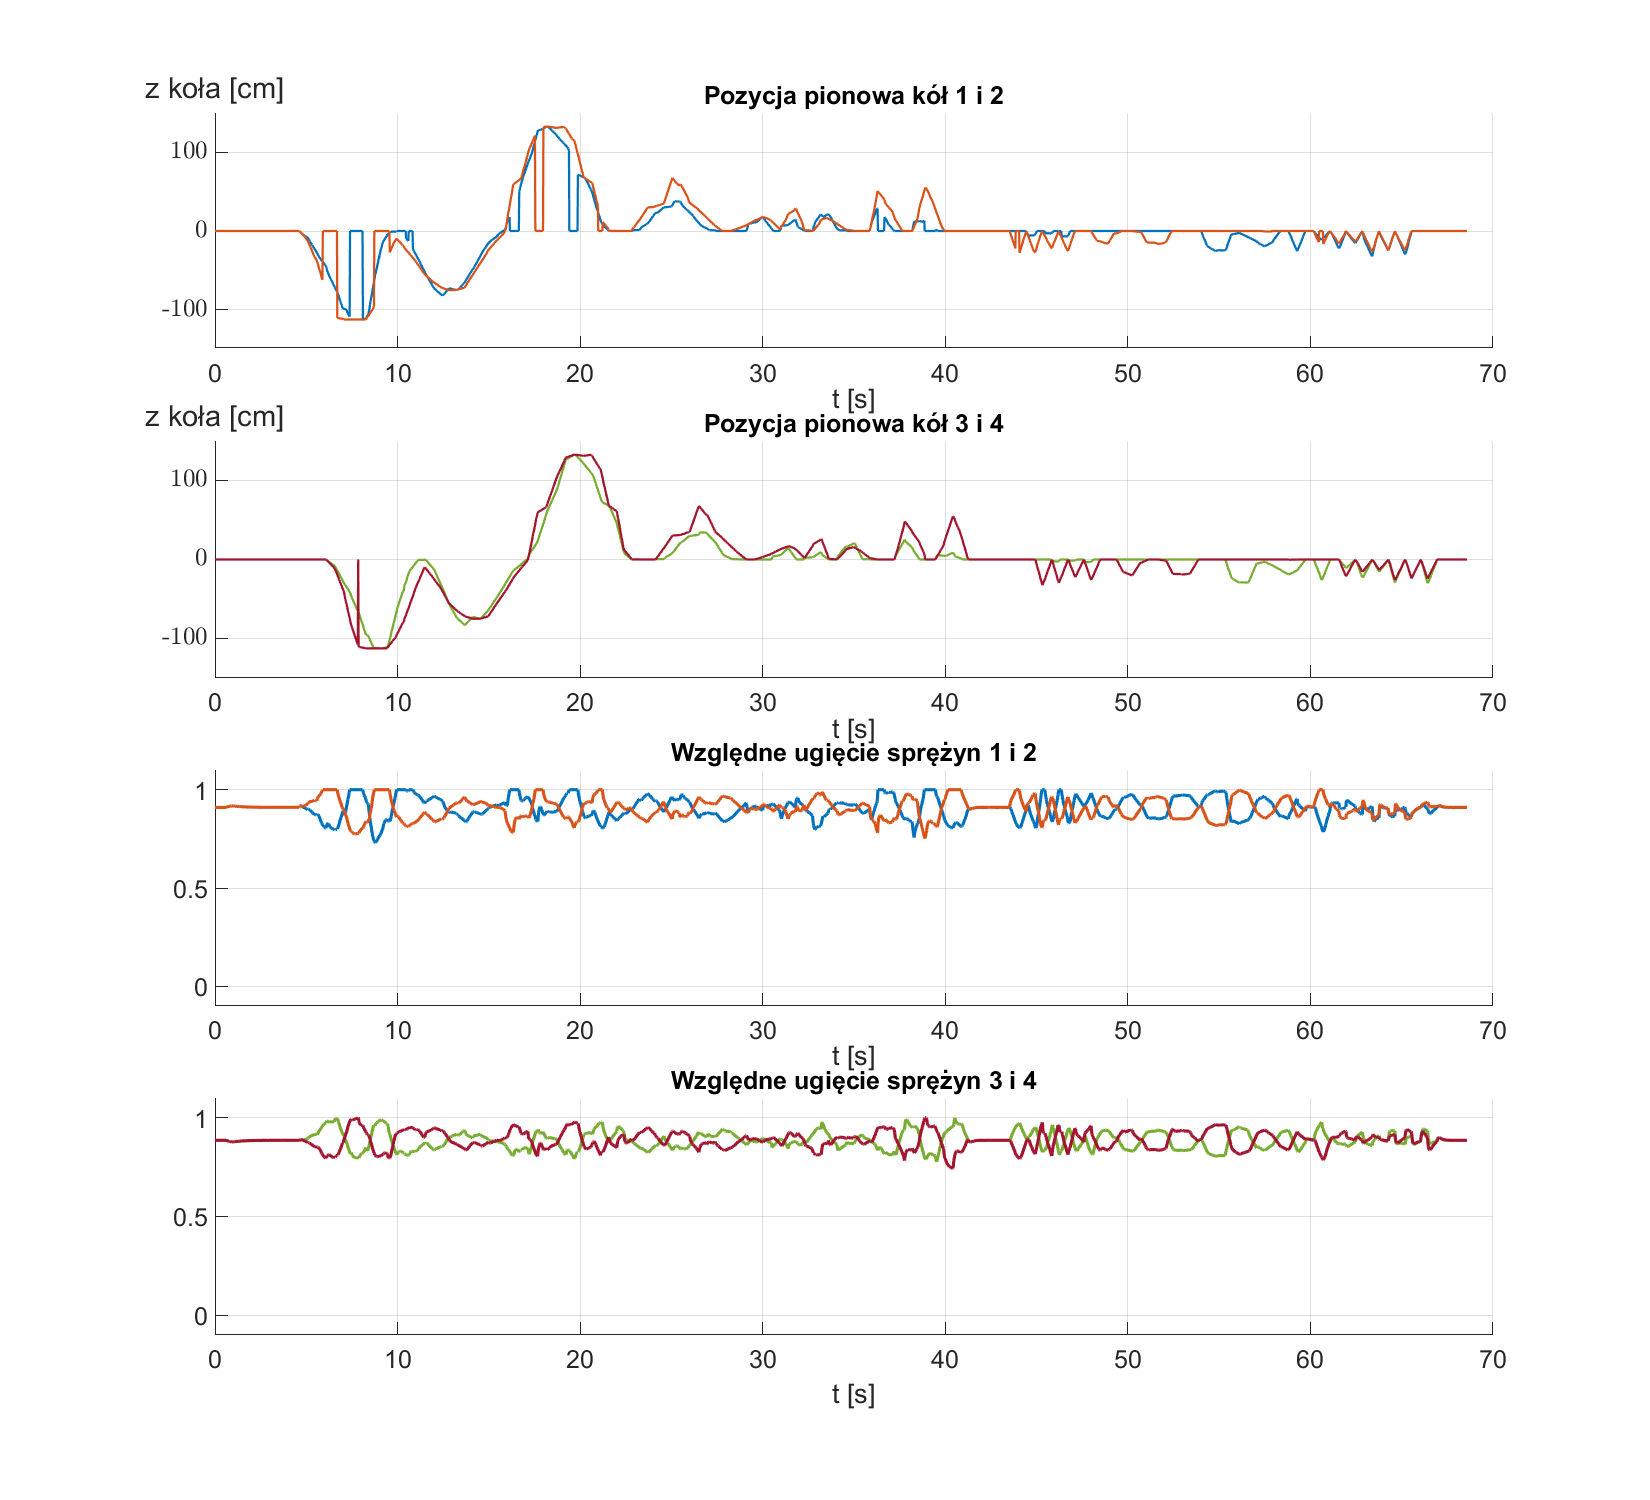 z koła [cm]
Pozycja pionowa kół 1 i 2
100
0
-100
0 10 20 30 40 50 60 70
t [s]
z koła [cm]
Pozycja pionowa kół 3 i 4
100
0
-100
0 10 20 30 40 50 60 70
t [s]
Względne ugięcie sprężyn 1 i 2
1
0.5
0
0 10 20 30 40 50 60 70
t [s]
Względne ugięcie sprężyn 3 i 4
1
0.5
0
0 10 20 30 40 50 60 70
t [s]